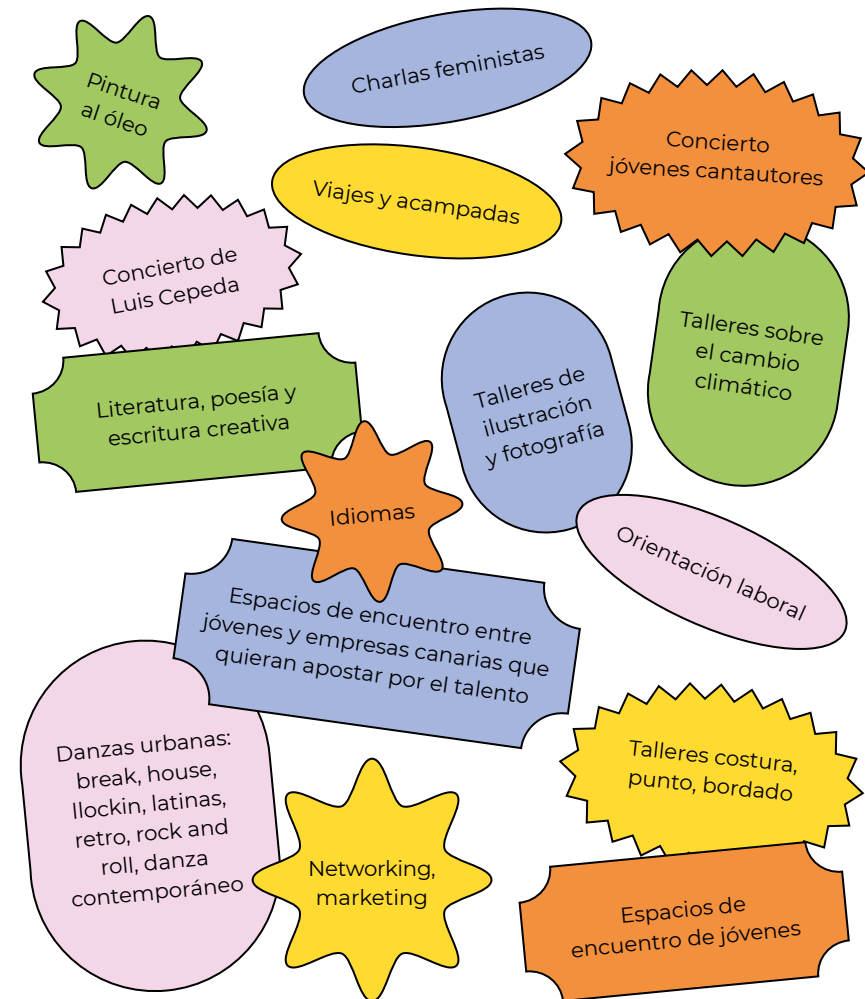 Pintura
al óleo
Charlas feministas
Concierto
jóvenes cantautores
Viajes y acampadas
Concierto de
Luis Cepeda
Talleres sobre
el cambio
climático
Literatura, poesía y
escritura creativa
Talleres de
ilustración
y fotografía
Idiomas
Orientación laboral
Espacios de encuentro entre
jóvenes y empresas canarias que
quieran apostar por el talento
Danzas urbanas:
break, house,
llockin, latinas,
retro, rock and
roll, danza
contemporáneo
Talleres costura,
punto, bordado
Networking,
marketing
Espacios de
encuentro de jóvenes